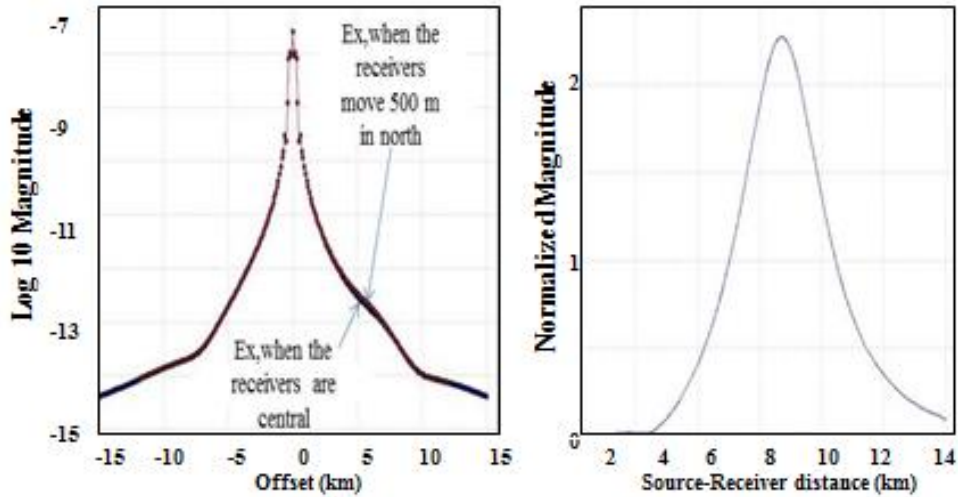 -7
-9
-11
-13
-15
Log 10 Magnitude
Ex,when the
receivers
move 500 m
in north
Ex,when the
receivers are
central
-15 -10 -5 0 5 10 15
Offset (km)
2
1
0
Normalized Magnitude
2 4 6 8 10 12 14
Source-Receiver distance (km)